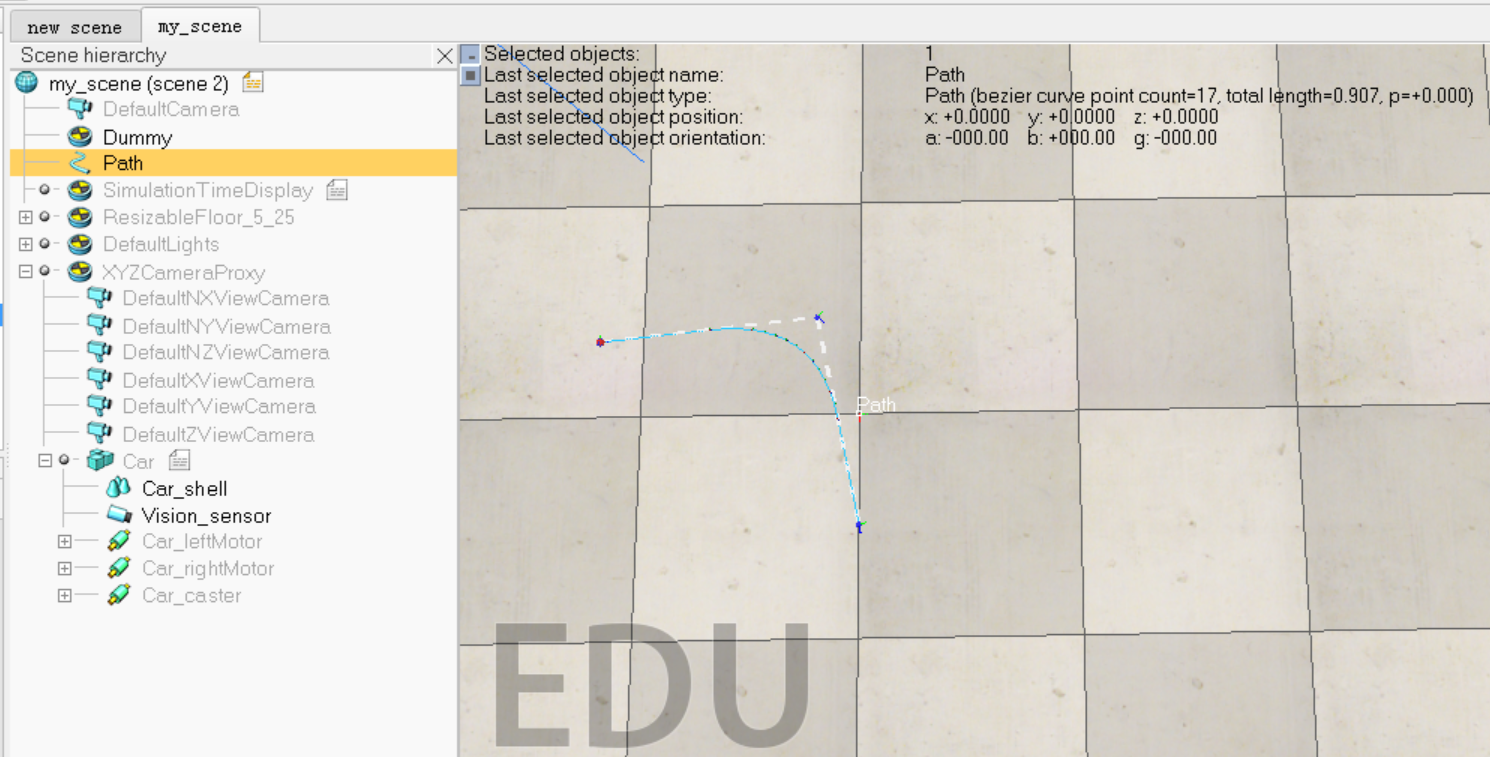 new scene
my_scene
Scene hierarchy
my_scene (scene 2)
DefaultCamera
Dummy
Path
SimulationTimeDisplay
ResizableFloor_5_25
DefaultLights
XYZCameraProxy
DefaultNXViewCamera
DefaultNYViewCamera
DefaultNZViewCamera
DefaultXViewCamera
DefaultYViewCamera
DefaultZViewCamera
Car
Car_shell
Vision_sensor
Car_leftMotor
Car_rightMotor
Car_caster
Selected objects: 1
Last selected object name: Path
Last selected object type: Path (bezier curve point count=17, total length=0.907, p=+0.000)
Last selected object position: x: +0.0000 y: +0.0000 z: +0.0000
Last selected object orientation: a: -000.00 b: +000.00 g: -000.00
Path
EDU